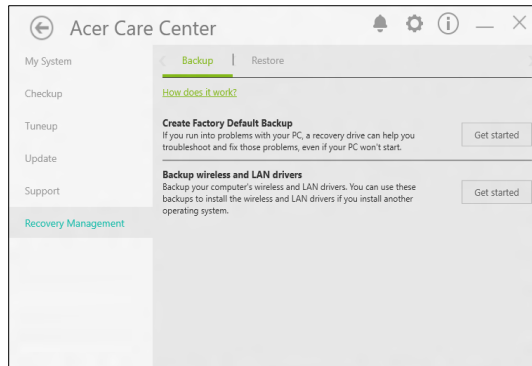 Acer Care Center
My System
Checkup
Tuneup
Update
Support
Recovery Management
Backup
Restore
How does it work?
Create Factory Default Backup
If you run into problems with your PC, a recovery drive can help you
troubleshoot and fix those problems, even if your PC won't start.
Get started
Backup wireless and LAN drivers
Backup your computer's wireless and LAN drivers. You can use these
backups to install the wireless and LAN drivers if you install another
operating system.
Get started